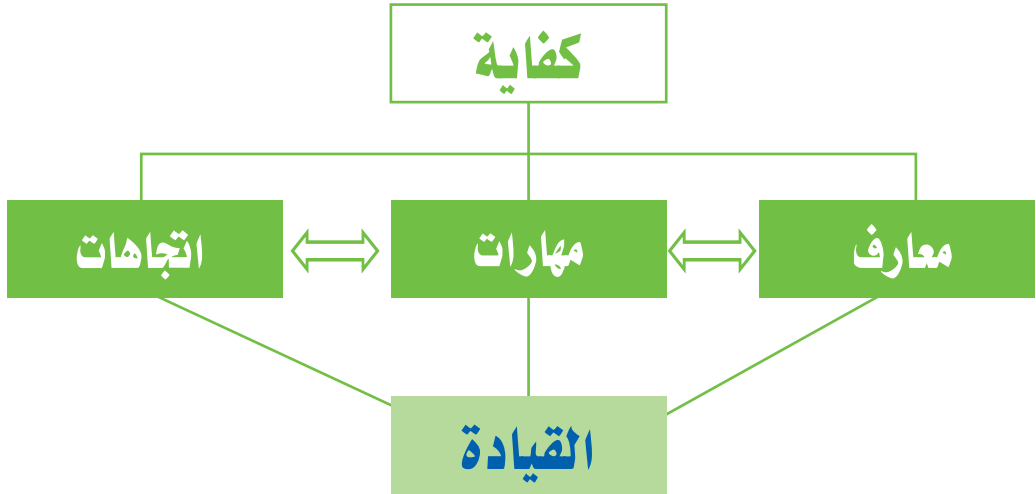 كفاية
معارف
مهارات
اتجاهات
القيادة